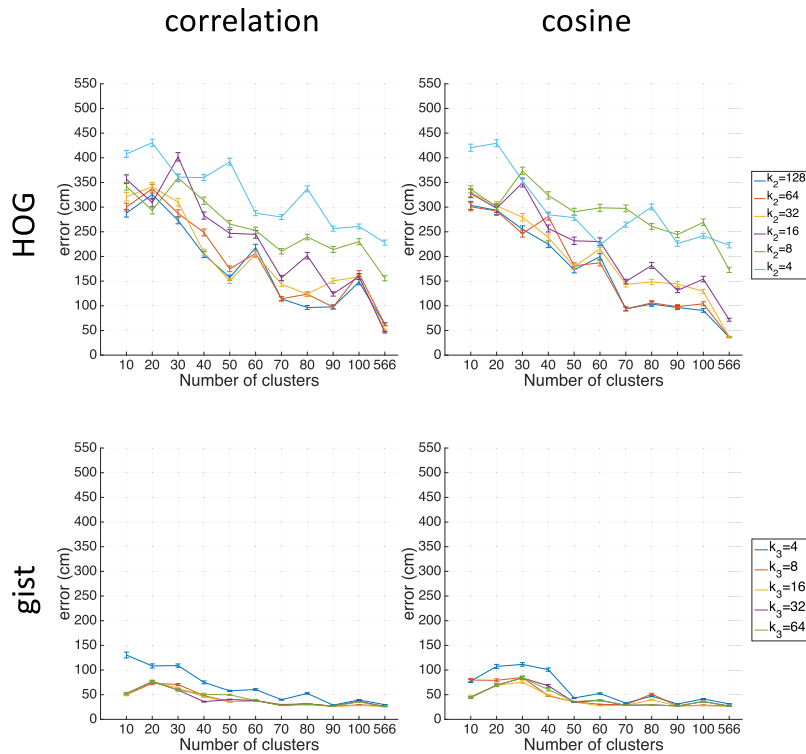 correlation cosine
HOG
550
500
450
400
350
300
250
200
150
100
50
0
error (cm)
10 20 30 40 50 60 70 80 90 100 566
Number of clusters
550
500
450
400
350
300
250
200
150
100
50
0
error (cm)
10 20 30 40 50 60 70 80 90 100 566
Number of clusters
k₂=128
k₂=64
k₂=32
k₂=16
k₂=8
k₂=4
gist
550
500
450
400
350
300
250
200
150
100
50
0
error (cm)
10 20 30 40 50 60 70 80 90 100 566
Number of clusters
550
500
450
400
350
300
250
200
150
100
50
0
error (cm)
10 20 30 40 50 60 70 80 90 100 566
Number of clusters
k₃=4
k₃=8
k₃=16
k₃=32
k₃=64